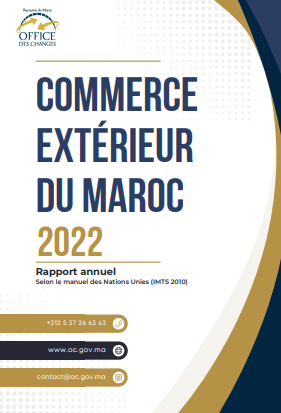 Royaume du Maroc
OFFICE
DES CHANGES
COMMERCE
EXTÉRIEUR
DU MAROC
2022
Rapport annuel
Selon le manuel des Nations Unies (IMTS 2010)
+212 5 37 26 63 63
www.oc.gov.ma
contact@oc.gov.ma